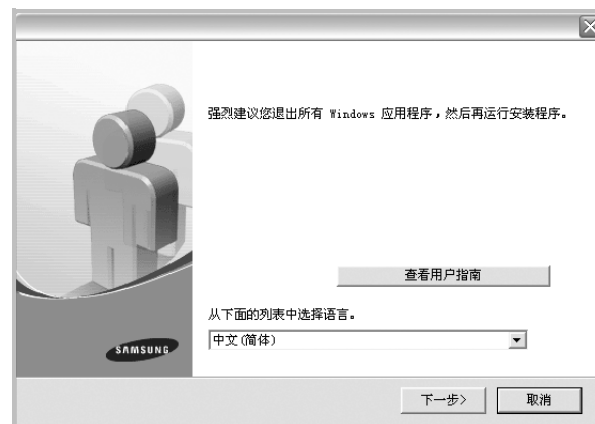 强烈建议您退出所有 Windows 应用程序，然后再运行安装程序。
查看用户指南
从下面的列表中选择语言。
中文(简体)
SAMSUNG
下一步>
取消